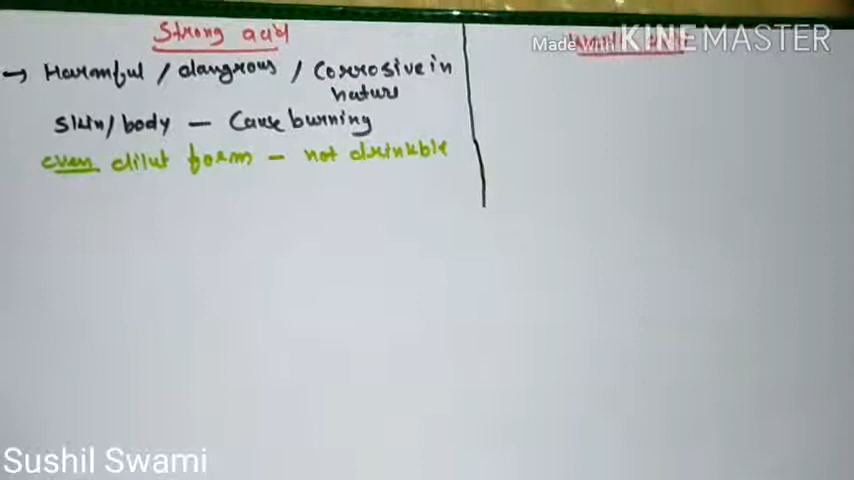 Strong acid
→ Harmful / dangrous / Corrosive in nature
Skin/body — Cause burning
even dilut form — not drinkable
Made with KINEMASTER
Sushil Swami